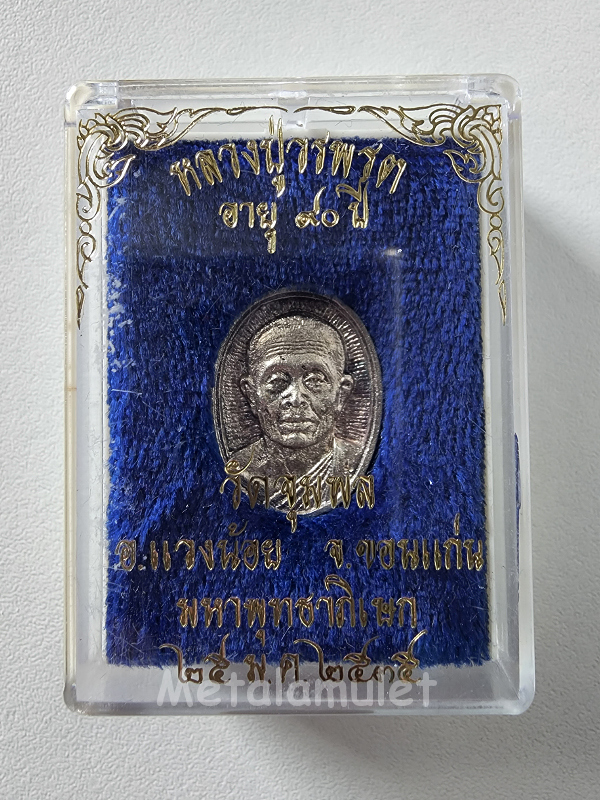 หลวงปู่วรพรต
อายุ ๙๐ ปี
วัดจุมพล
อ.แวงน้อย จ.ขอนแก่น
มหาพุทธาภิเษก
๒๕ ม.ค. ๒๕๓๕
Metalamulet